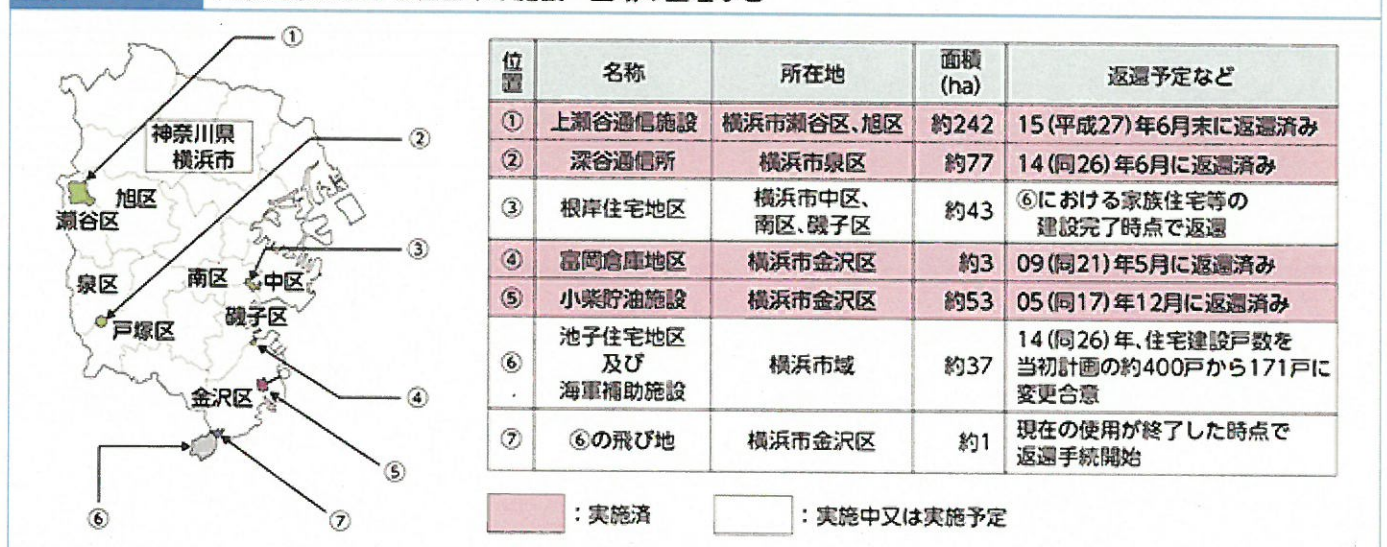 ①
神奈川県
横浜市
②
旭区
瀬谷区
③
泉区
南区
中区
磯子区
戸塚区
④
金沢区
⑤
⑥
⑦
位置 名称 所在地 面積(ha) 返還予定など
① 上瀬谷通信施設 横浜市瀬谷区、旭区 約242 15(平成27)年6月末に返還済み
② 深谷通信所 横浜市泉区 約77 14(同26)年6月に返還済み
③ 根岸住宅地区 横浜市中区、南区、磯子区 約43 ⑥における家族住宅等の建設完了時点で返還
④ 富岡倉庫地区 横浜市金沢区 約3 09(同21)年5月に返還済み
⑤ 小柴貯油施設 横浜市金沢区 約53 05(同17)年12月に返還済み
⑥ 池子住宅地区及び海軍補助施設 横浜市域 約37 14(同26)年、住宅建設戸数を当初計画の約400戸から171戸に変更合意
⑦ ⑥の飛び地 横浜市金沢区 約1 現在の使用が終了した時点で返還手続開始
:実施済 :実施中又は実施予定